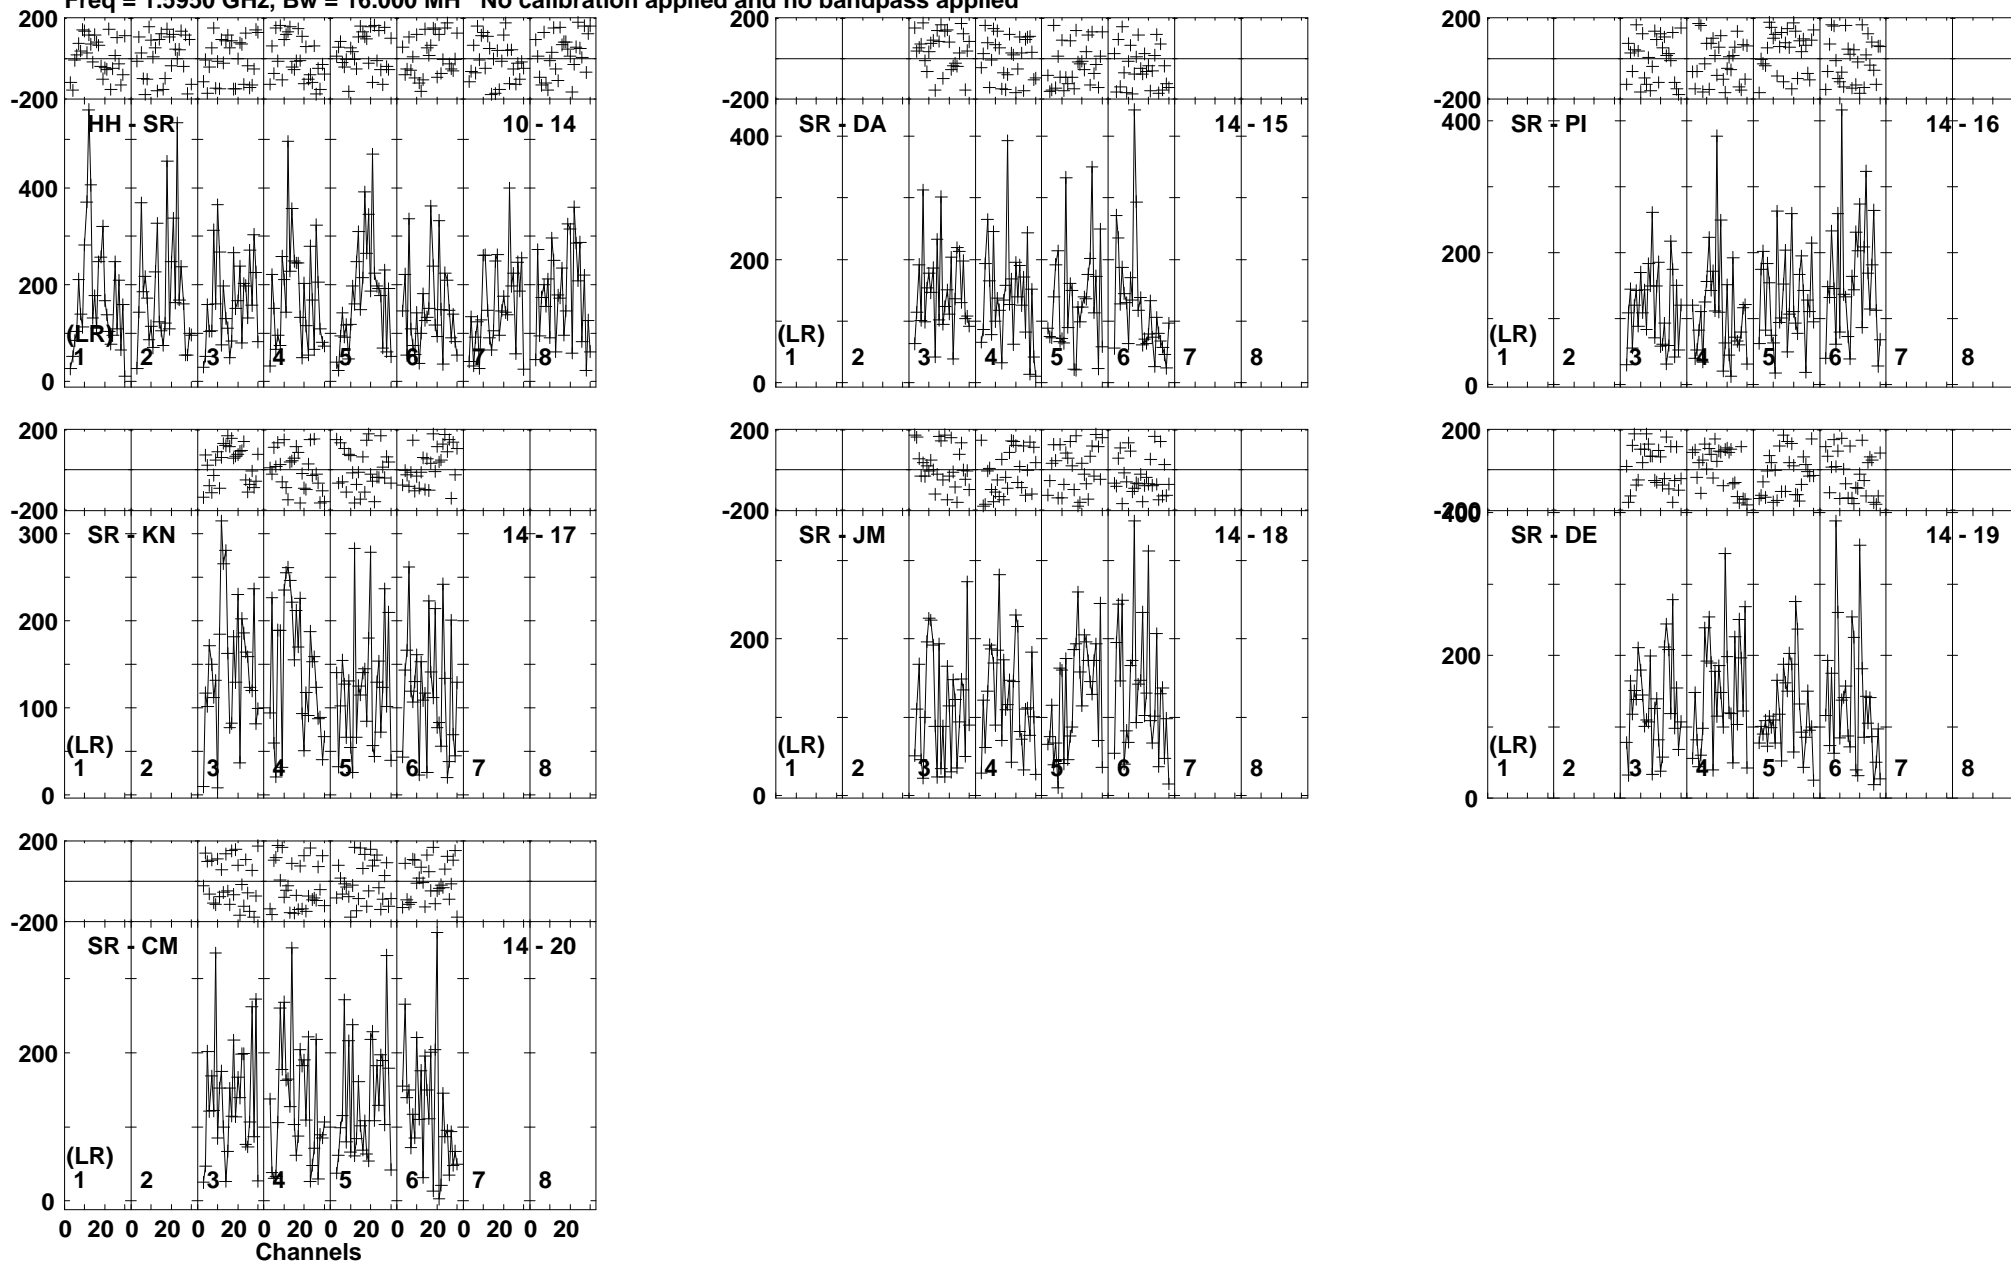 Freq = 1.5950 GHz, Bw = 16.000 MH No calibration applied and no bandpass applied
200
-200
HH - SR 10 - 14
400
200
(LR)
1 2 3 4 5 6 7 8
0
200
-200
SR - DA 14 - 15
400
200
(LR)
1 2 3 4 5 6 7 8
0
200
-200
SR - PI 14 - 16
400
200
(LR)
1 2 3 4 5 6 7 8
0
200
-200
SR - KN 14 - 17
300
200
100
(LR)
1 2 3 4 5 6 7 8
0
200
-200
SR - JM 14 - 18
200
(LR)
1 2 3 4 5 6 7 8
0
200
-200
400
SR - DE 14 - 19
200
(LR)
1 2 3 4 5 6 7 8
0
200
-200
SR - CM 14 - 20
200
(LR)
1 2 3 4 5 6 7 8
0
0 20 0 20 0 20 0 20 0 20 0 20 0 20 0 20
Channels